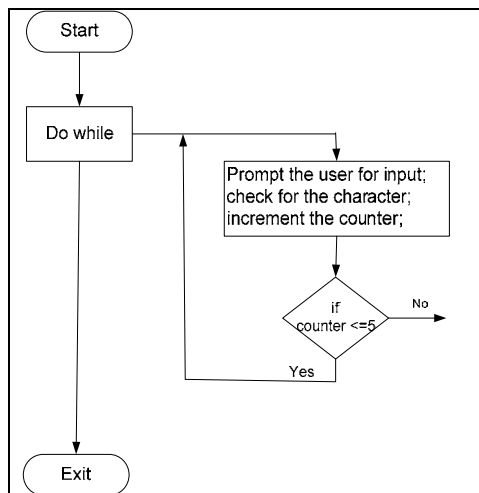 Start
Do while
Prompt the user for input;
check for the character;
increment the counter;
if
counter <=5
No
Yes
Exit